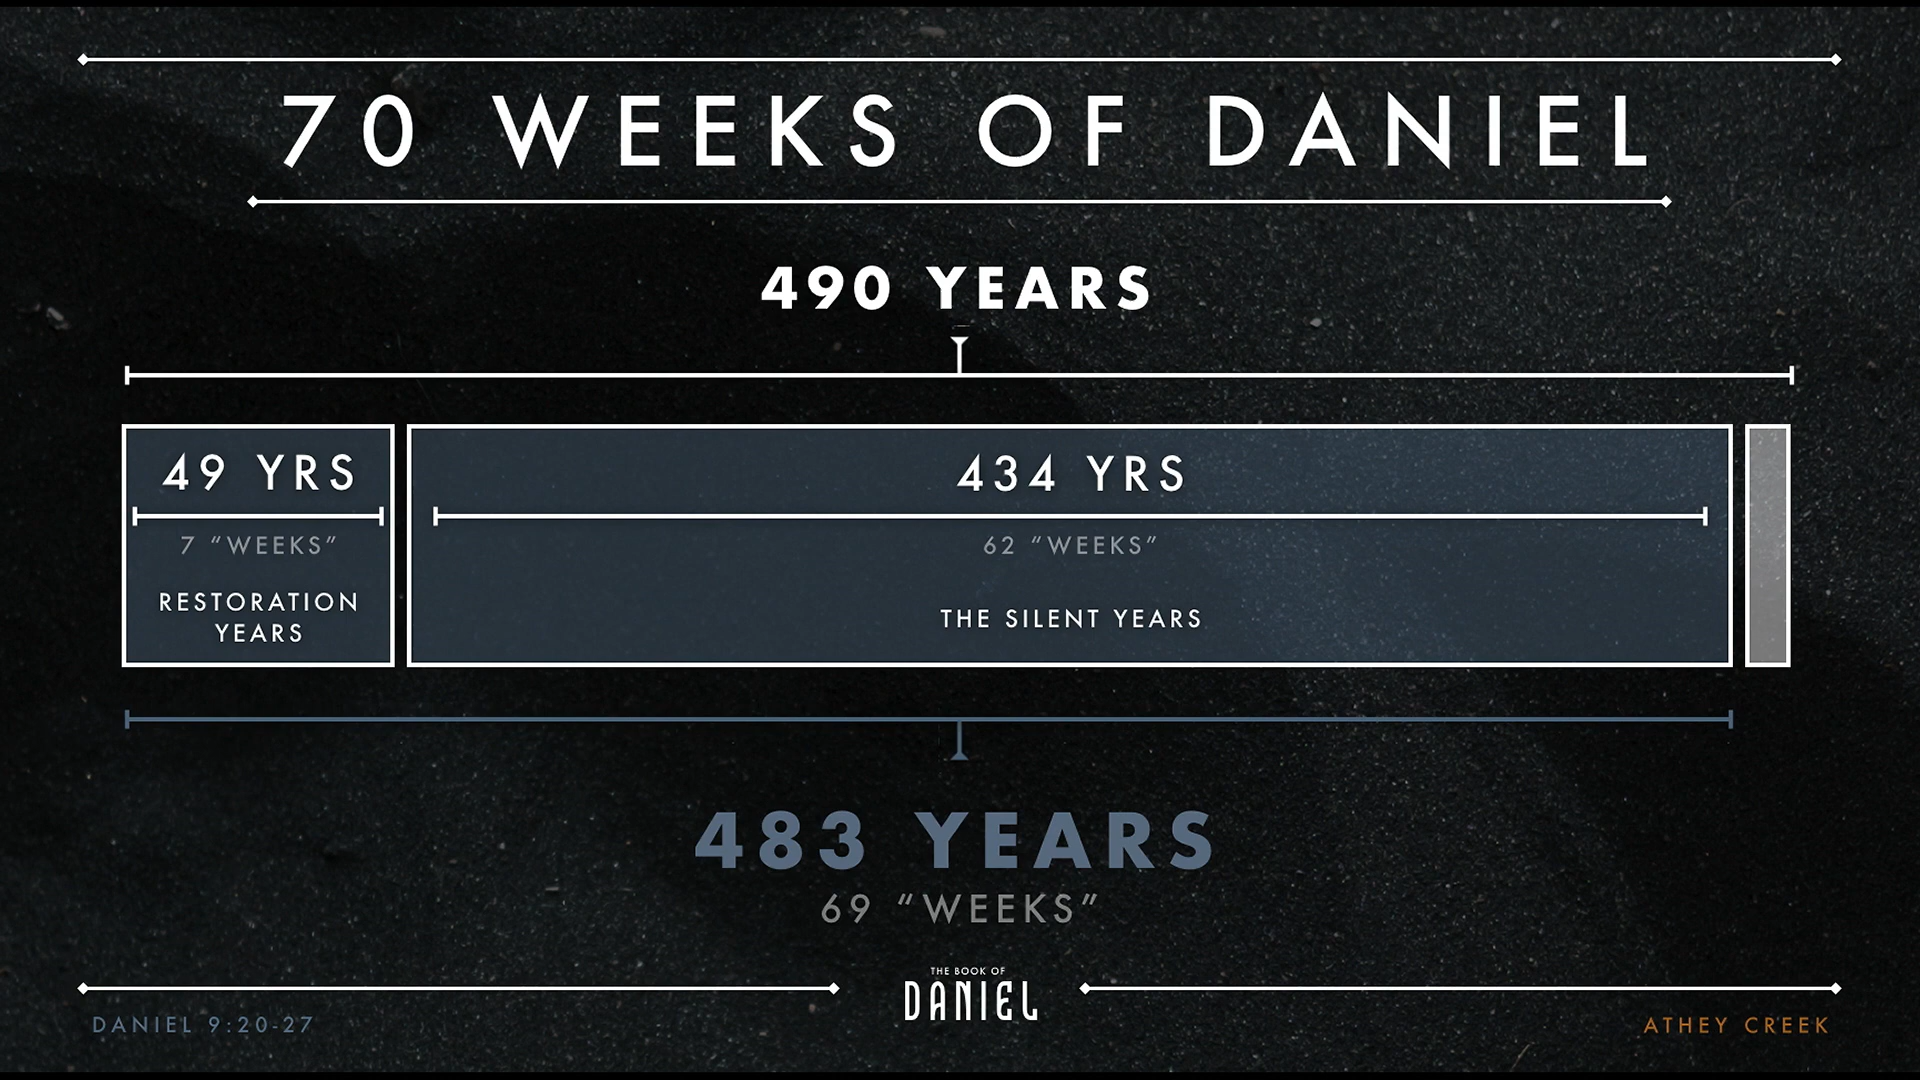 70 WEEKS OF DANIEL
490 YEARS
49 YRS
7 “WEEKS”
RESTORATION
YEARS
434 YRS
62 “WEEKS”
THE SILENT YEARS
483 YEARS
69 “WEEKS”
THE BOOK OF
DANIEL
DANIEL 9:20-27
ATHEY CREEK